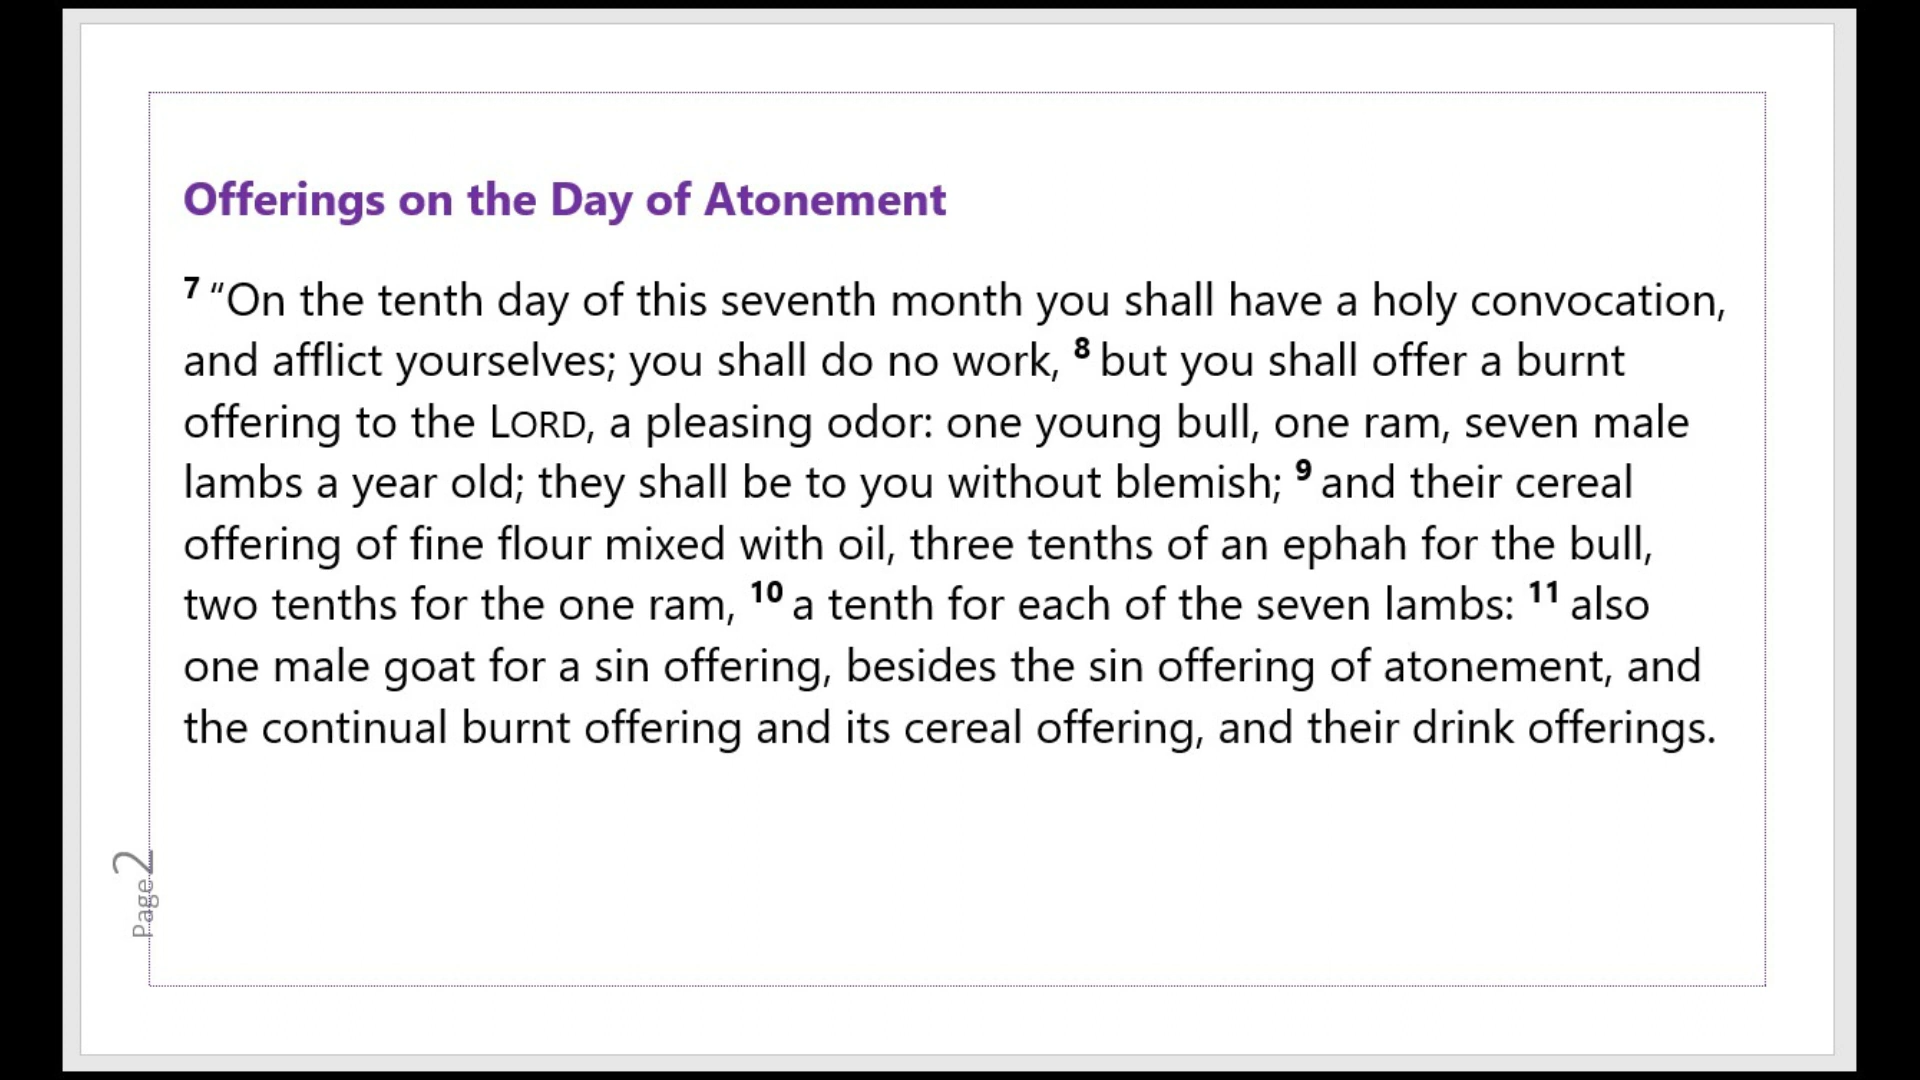 Offerings on the Day of Atonement
7 “On the tenth day of this seventh month you shall have a holy convocation,
and afflict yourselves; you shall do no work, 8 but you shall offer a burnt
offering to the LORD, a pleasing odor: one young bull, one ram, seven male
lambs a year old; they shall be to you without blemish; 9 and their cereal
offering of fine flour mixed with oil, three tenths of an ephah for the bull,
two tenths for the one ram, 10 a tenth for each of the seven lambs: 11 also
one male goat for a sin offering, besides the sin offering of atonement, and
the continual burnt offering and its cereal offering, and their drink offerings.
Page 2